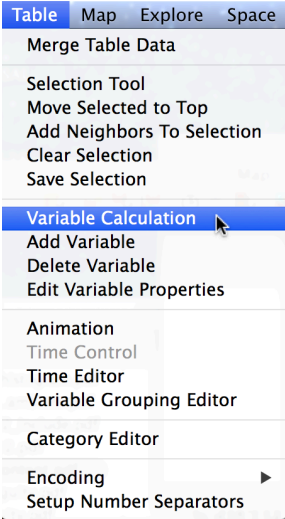 Table Map Explore Space
Merge Table Data
Selection Tool
Move Selected to Top
Add Neighbors To Selection
Clear Selection
Save Selection
Variable Calculation
Add Variable
Delete Variable
Edit Variable Properties
Animation
Time Control
Time Editor
Variable Grouping Editor
Category Editor
Encoding
Setup Number Separators